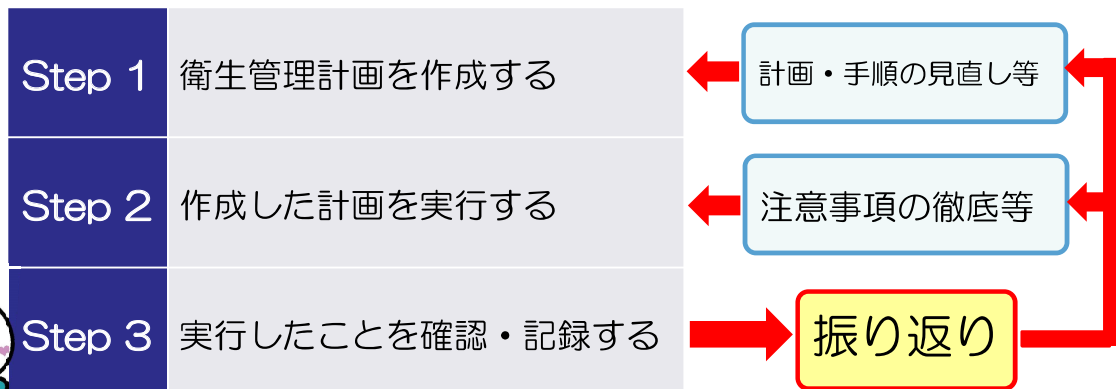 Step 1 衛生管理計画を作成する
計画・手順の見直し等
Step 2 作成した計画を実行する
注意事項の徹底等
Step 3 実行したことを確認・記録する
振り返り